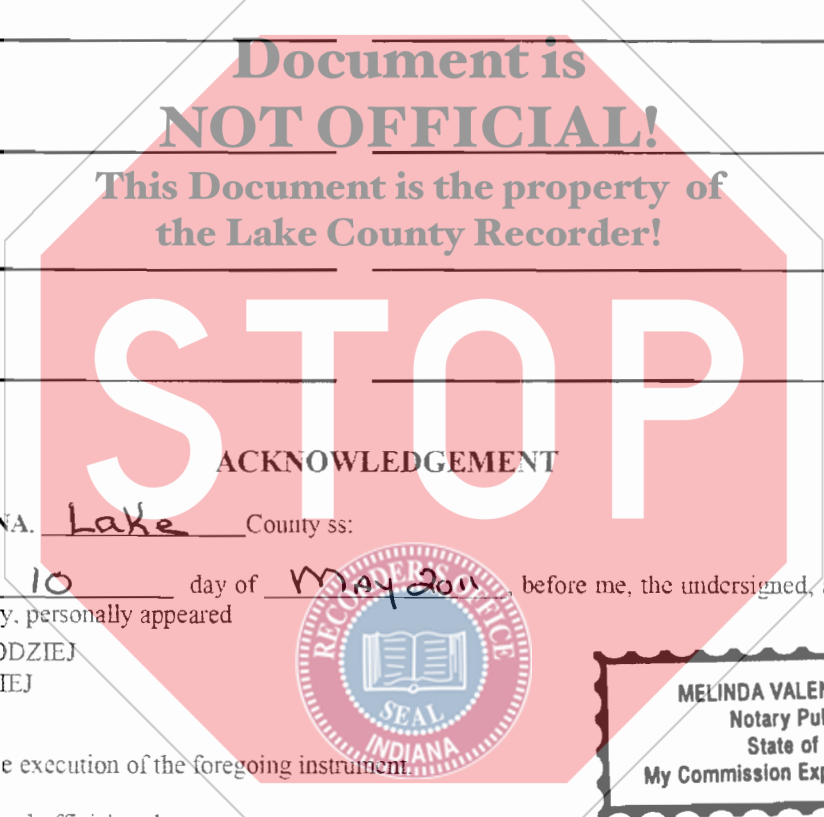 Document is
NOT OFFICIAL!
This Document is the property of
the Lake County Recorder!
STOP
ACKNOWLEDGEMENT
NA. Lake County ss:
10 day of May 2011, before me, the undersigned,
y, personally appeared
ODZIEJ
IEJ
RECORDER'S OFFICE
SEAL
INDIANA
MELINDA VALEN
Notary Pu
State of
My Commission Exp
e execution of the foregoing instrument.